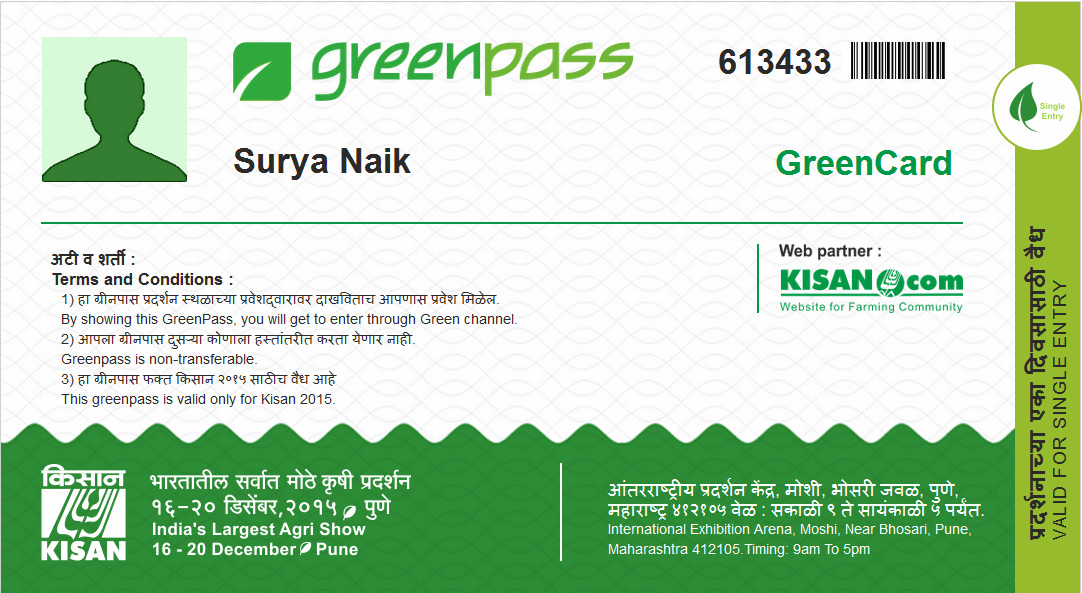 greenpass
613433
Single
Entry
Surya Naik
GreenCard
अटी व शर्ती :
Terms and Conditions :
1) हा ग्रीनपास प्रदर्शन स्थळाच्या प्रवेशद्वारावर दाखविताच आपणास प्रवेश मिळेल.
By showing this GreenPass, you will get to enter through Green channel.
2) आपला ग्रीनपास दुसऱ्या कोणाला हस्तांतरीत करता येणार नाही.
Greenpass is non-transferable.
3) हा ग्रीनपास फक्त किसान २०१५ साठीच वैध आहे
This greenpass is valid only for Kisan 2015.
Web partner :
KISAN.com
Website for Farming Community
प्रदर्शनाच्या एका दिवसासाठी वैध
VALID FOR SINGLE ENTRY
किसान
KISAN
भारतातील सर्वात मोठे कृषी प्रदर्शन
१६-२० डिसेंबर,२०१५ पुणे
India's Largest Agri Show
16 - 20 December Pune
आंतरराष्ट्रीय प्रदर्शन केंद्र, मोशी, भोसरी जवळ, पुणे,
महाराष्ट्र ४१२१०५ वेळ : सकाळी ९ ते सायंकाळी ५ पर्यंत.
International Exhibition Arena, Moshi, Near Bhosari, Pune,
Maharashtra 412105.Timing: 9am To 5pm